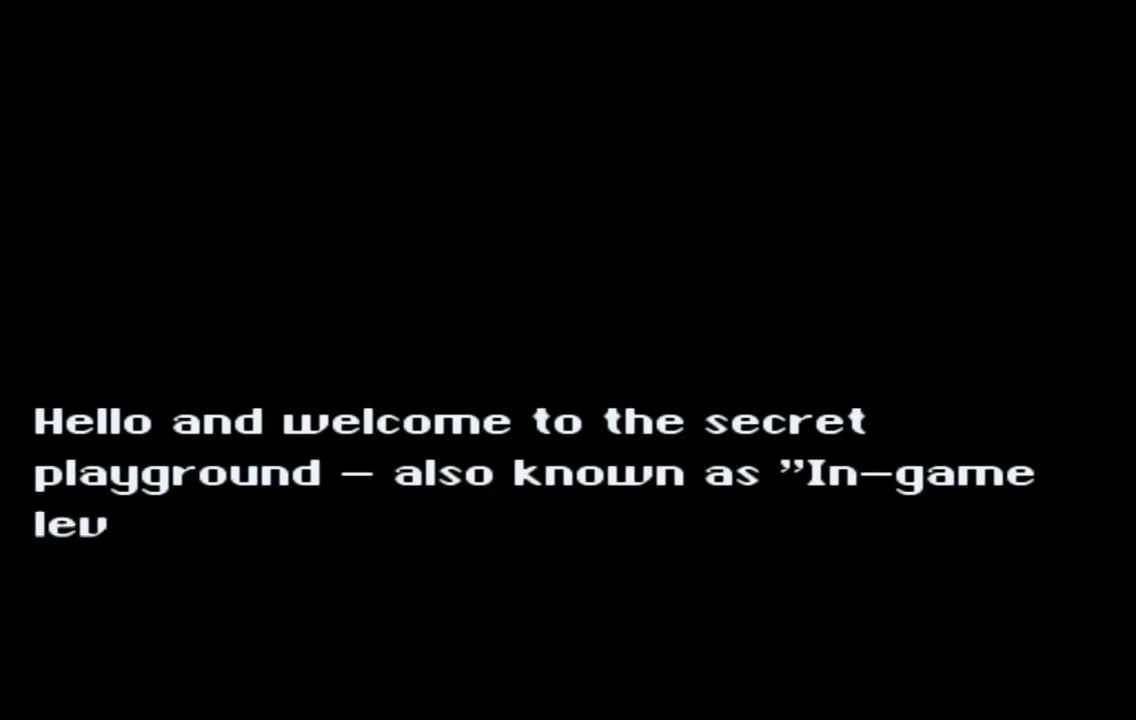 Hello and welcome to the secret
playground - also known as "In-game
lev